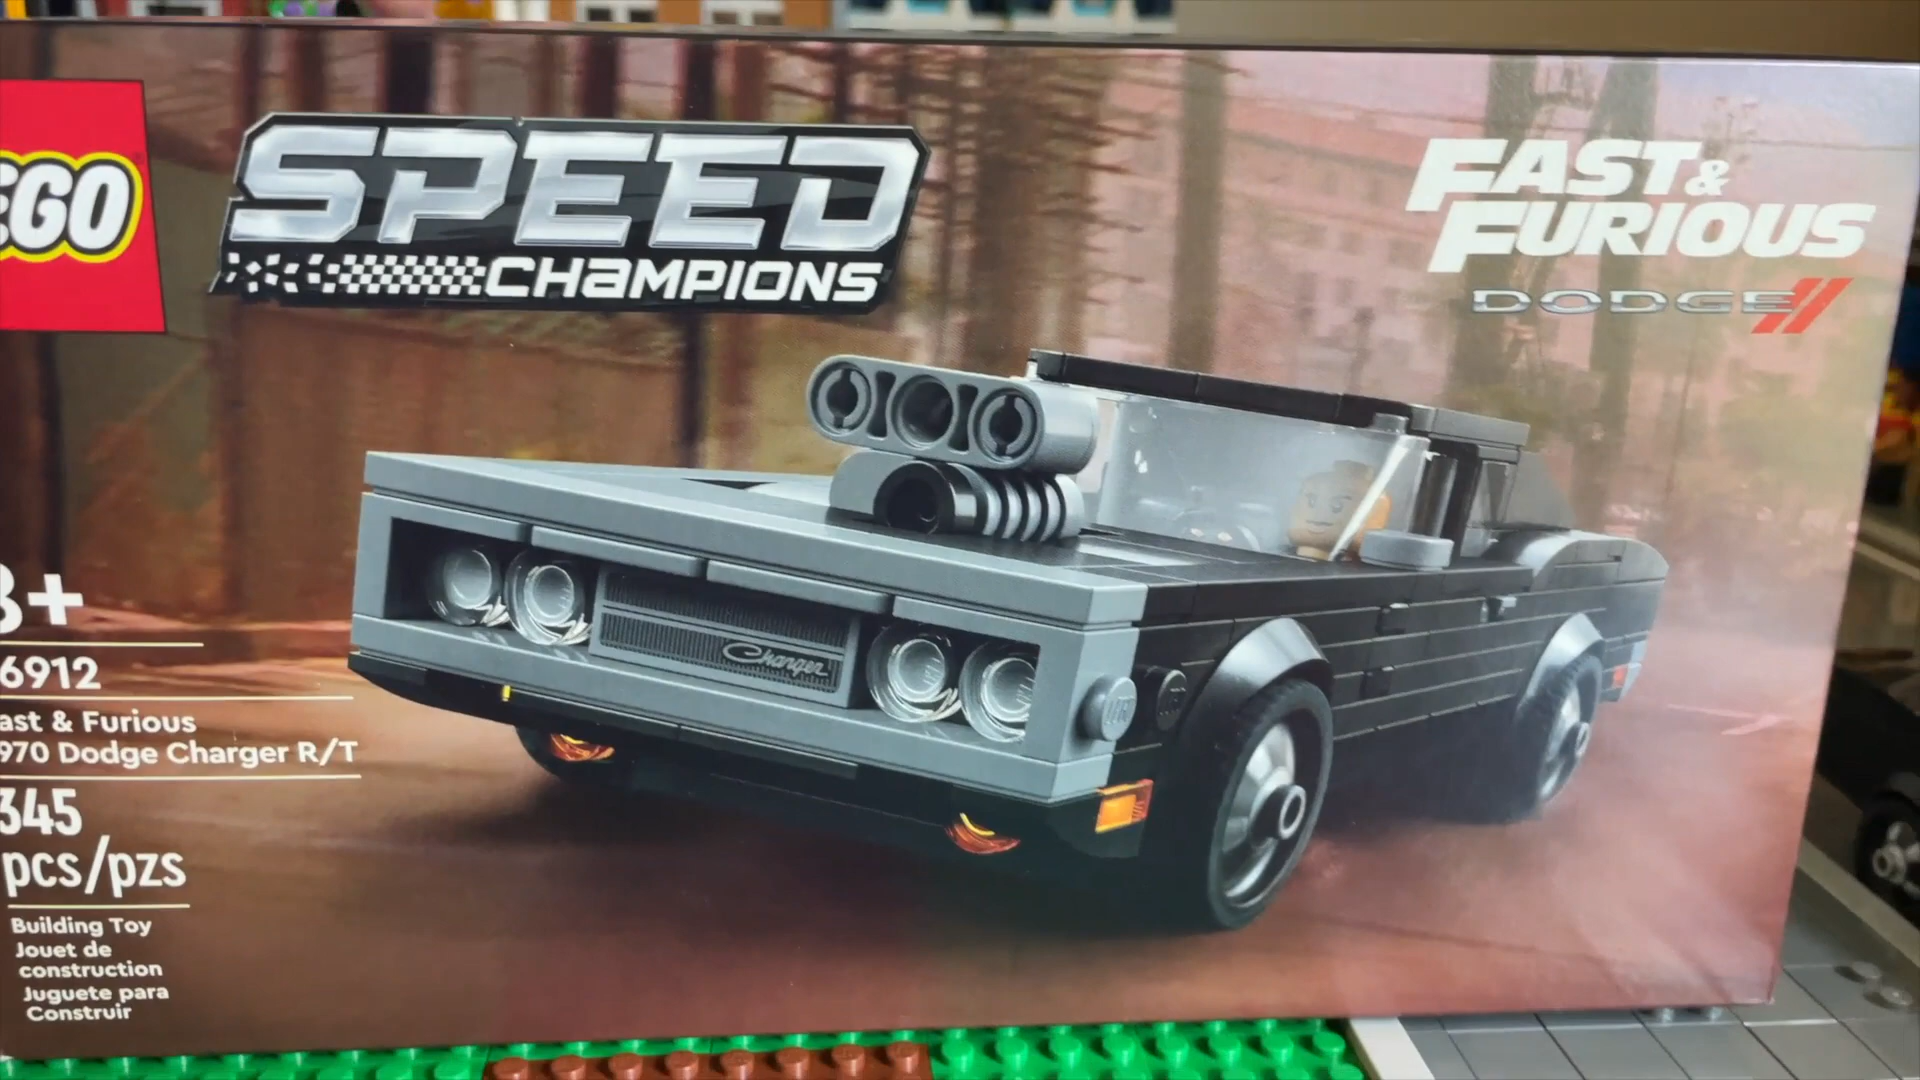 EGO
SPEED
CHAMPIONS
FAST &
FURIOUS
DODGE
Charger
8+
6912
ast & Furious
970 Dodge Charger R/T
345
pcs/pzs
Building Toy
Jouet de
construction
Juguete para
Construir